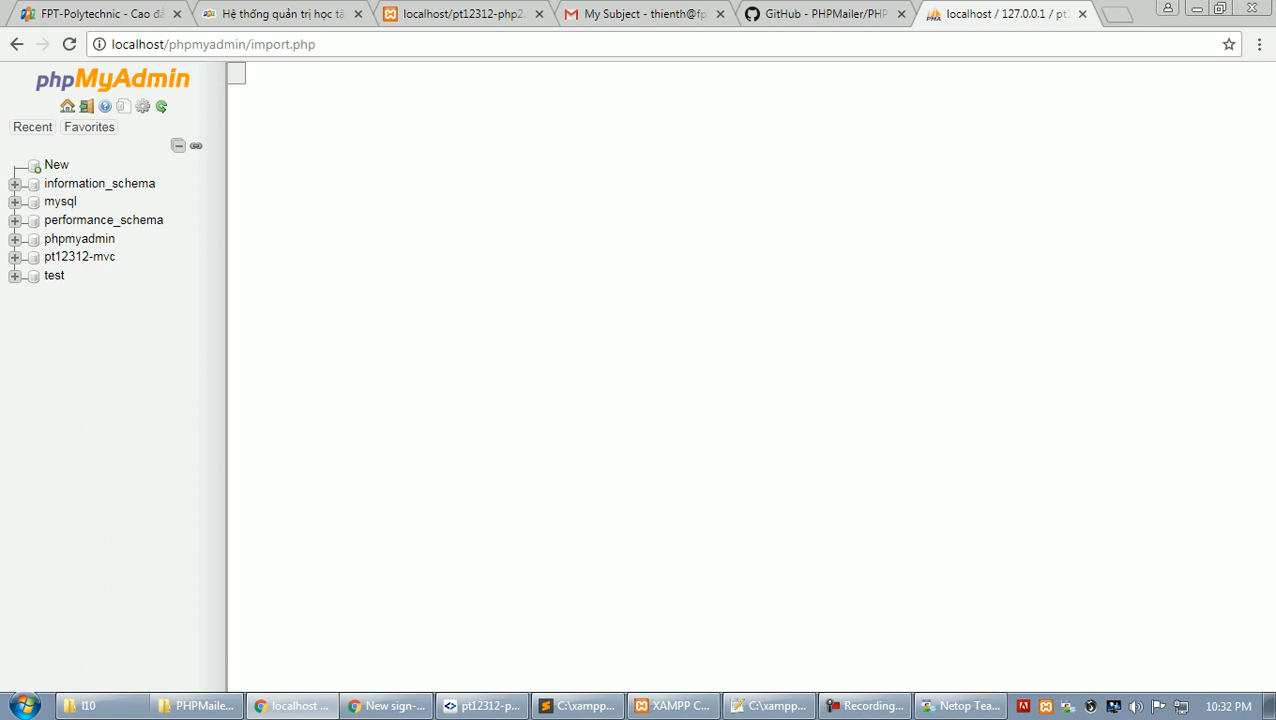 FPT-Polytechnic - Cao đẳ
Hệ thống quản trị học tậ
localhost/pt12312-php2
My Subject - thienth@fp
GitHub - PHPMailer/PHP
localhost / 127.0.0.1 / pt
localhost/phpmyadmin/import.php
phpMyAdmin
Recent
Favorites
New
information_schema
mysql
performance_schema
phpmyadmin
pt12312-mvc
test
l10
PHPMaile...
localhost ...
New sign-...
pt12312-p...
C:\xampp...
XAMPP C...
C:\xampp...
Recording...
Netop Tea...
10:32 PM